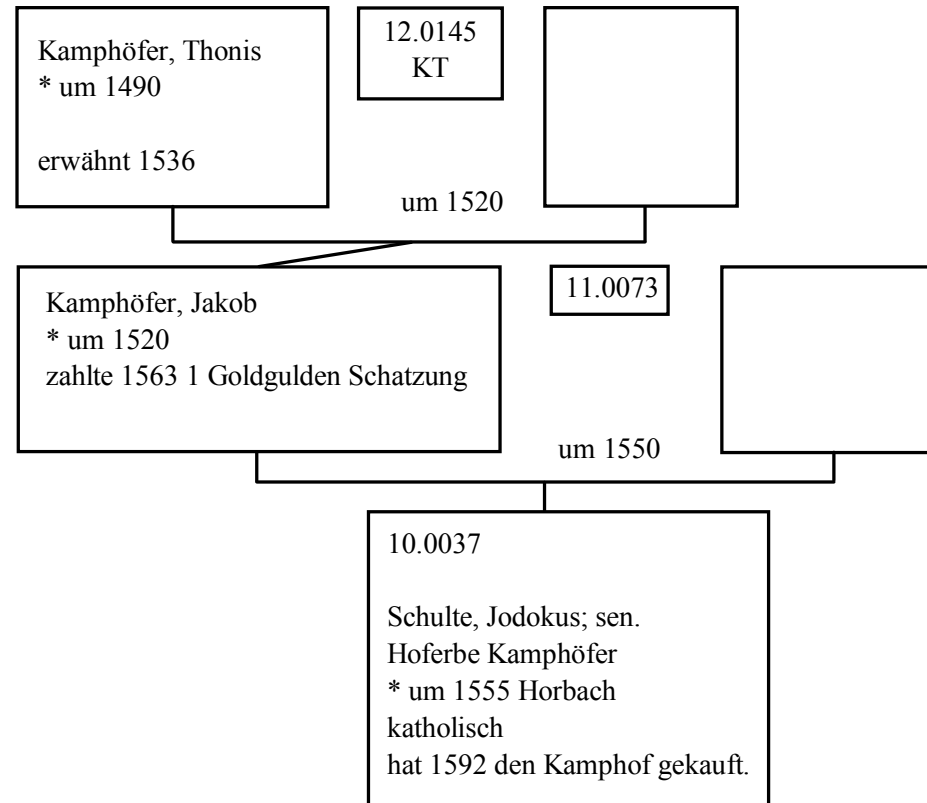 Kamphöfer, Thonis
* um 1490
erwähnt 1536
12.0145
KT
um 1520
Kamphöfer, Jakob
* um 1520
zahlte 1563 1 Goldgulden Schatzung
11.0073
um 1550
10.0037
Schulte, Jodokus; sen.
Hoferbe Kamphöfer
* um 1555 Horbach
katholisch
hat 1592 den Kamphof gekauft.